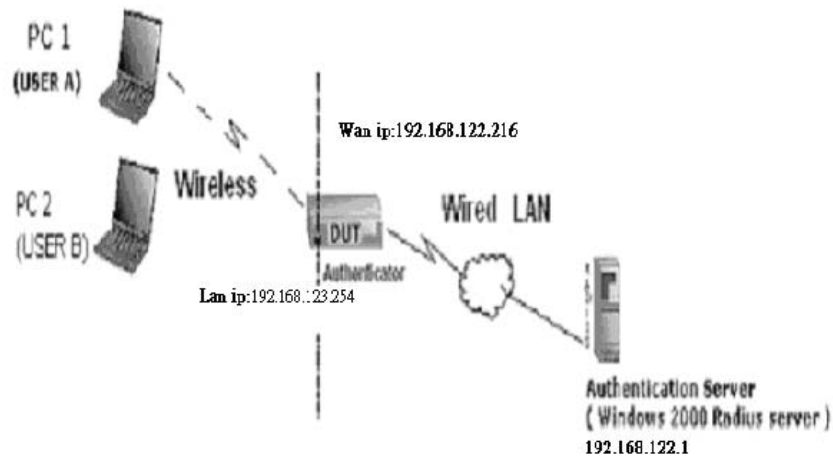 PC 1
(USER A)
Wan ip:192.168.122.216
Wireless
PC 2
(USER B)
Wired LAN
DUT
Authenticator
Lan ip:192.168.123.254
Authentication Server
( Windows 2000 Radius server )
192.168.122.1